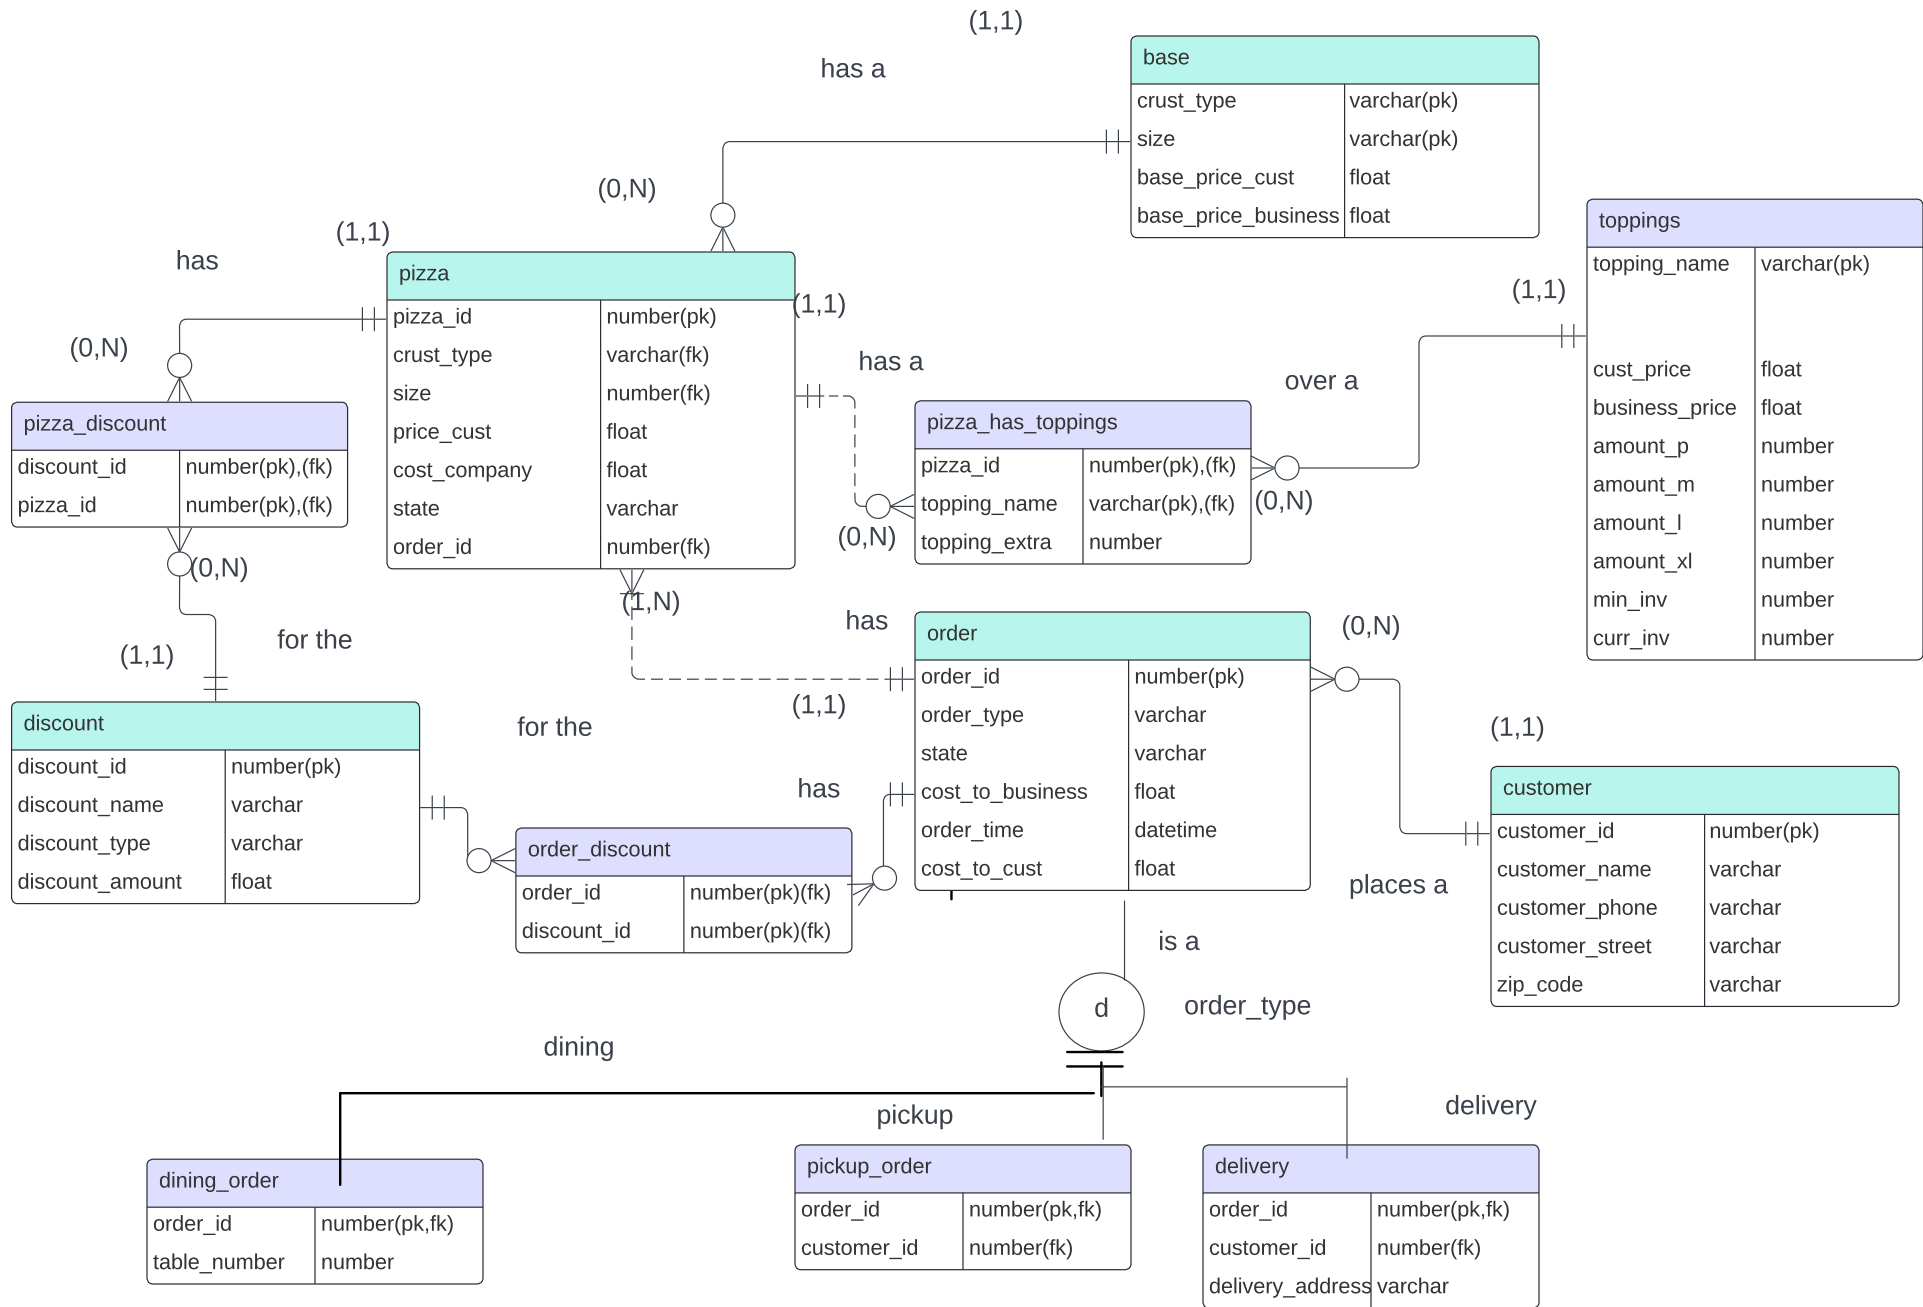 (1,1)
has a
base
crust_type varchar(pk)
size varchar(pk)
base_price_cust float
base_price_business float
(0,N)
(1,1)
has
(0,N)
pizza
pizza_id number(pk)
crust_type varchar(fk)
size number(fk)
price_cust float
cost_company float
state varchar
order_id number(fk)
(1,1)
has a
(0,N)
toppings
topping_name varchar(pk)
cust_price float
business_price float
amount_p number
amount_m number
amount_l number
amount_xl number
min_inv number
curr_inv number
(1,1)
over a
(0,N)
pizza_has_toppings
pizza_id number(pk),(fk)
topping_name varchar(pk),(fk)
topping_extra number
pizza_discount
discount_id number(pk),(fk)
pizza_id number(pk),(fk)
(0,N)
for the
(1,1)
(1,N)
has
(1,1)
order
order_id number(pk)
order_type varchar
state varchar
cost_to_business float
order_time datetime
cost_to_cust float
(0,N)
(1,1)
places a
customer
customer_id number(pk)
customer_name varchar
customer_phone varchar
customer_street varchar
zip_code varchar
discount
discount_id number(pk)
discount_name varchar
discount_type varchar
discount_amount float
for the
has
order_discount
order_id number(pk)(fk)
discount_id number(pk)(fk)
is a
d
order_type
dining
pickup
delivery
dining_order
order_id number(pk,fk)
table_number number
pickup_order
order_id number(pk,fk)
customer_id number(fk)
delivery
order_id number(pk,fk)
customer_id number(fk)
delivery_address varchar